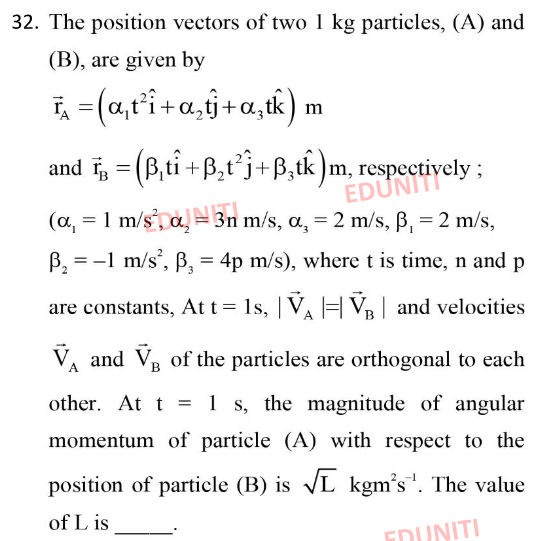 32. The position vectors of two 1 kg particles, (A) and
(B), are given by
r⃗_A = (α₁t²î + α₂tĵ + α₃tk̂) m
and r⃗_B = (β₁tî + β₂t²ĵ + β₃tk̂) m, respectively ;
EDUNITI
(α₁ = 1 m/s², α₂ = 3n m/s, α₃ = 2 m/s, β₁ = 2 m/s,
EDUNITI
β₂ = –1 m/s², β₃ = 4p m/s), where t is time, n and p
are constants, At t = 1s, |V⃗_A|=|V⃗_B| and velocities
V⃗_A and V⃗_B of the particles are orthogonal to each
other. At t = 1 s, the magnitude of angular
momentum of particle (A) with respect to the
position of particle (B) is √L kgm²s⁻¹. The value
of L is _____.
EDUNITI